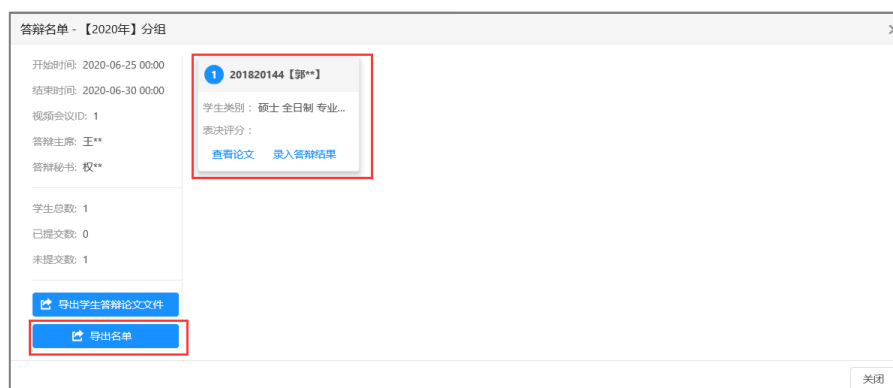 答辩名单 - 【2020年】分组
开始时间: 2020-06-25 00:00
结束时间: 2020-06-30 00:00
视频会议ID: 1
答辩主席: 王**
答辩秘书: 权**
学生总数: 1
已提交数: 0
未提交数: 1
导出学生答辩论文文件
导出名单
1 201820144【郭**】
学生类别： 硕士 全日制 专业...
表决评分：
查看论文 录入答辩结果
关闭